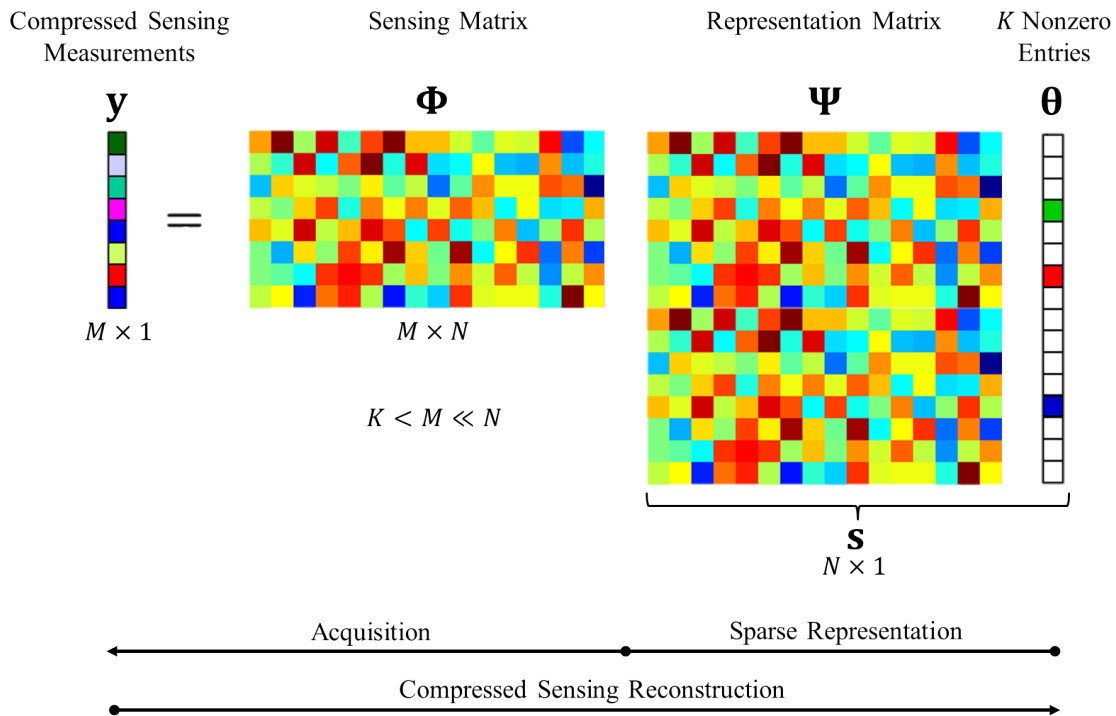 Compressed Sensing
Measurements
Sensing Matrix
Representation Matrix
K Nonzero
Entries
y
Φ
Ψ
θ
=
M × 1
M × N
K < M ≪ N
s
N × 1
Acquisition
Sparse Representation
Compressed Sensing Reconstruction